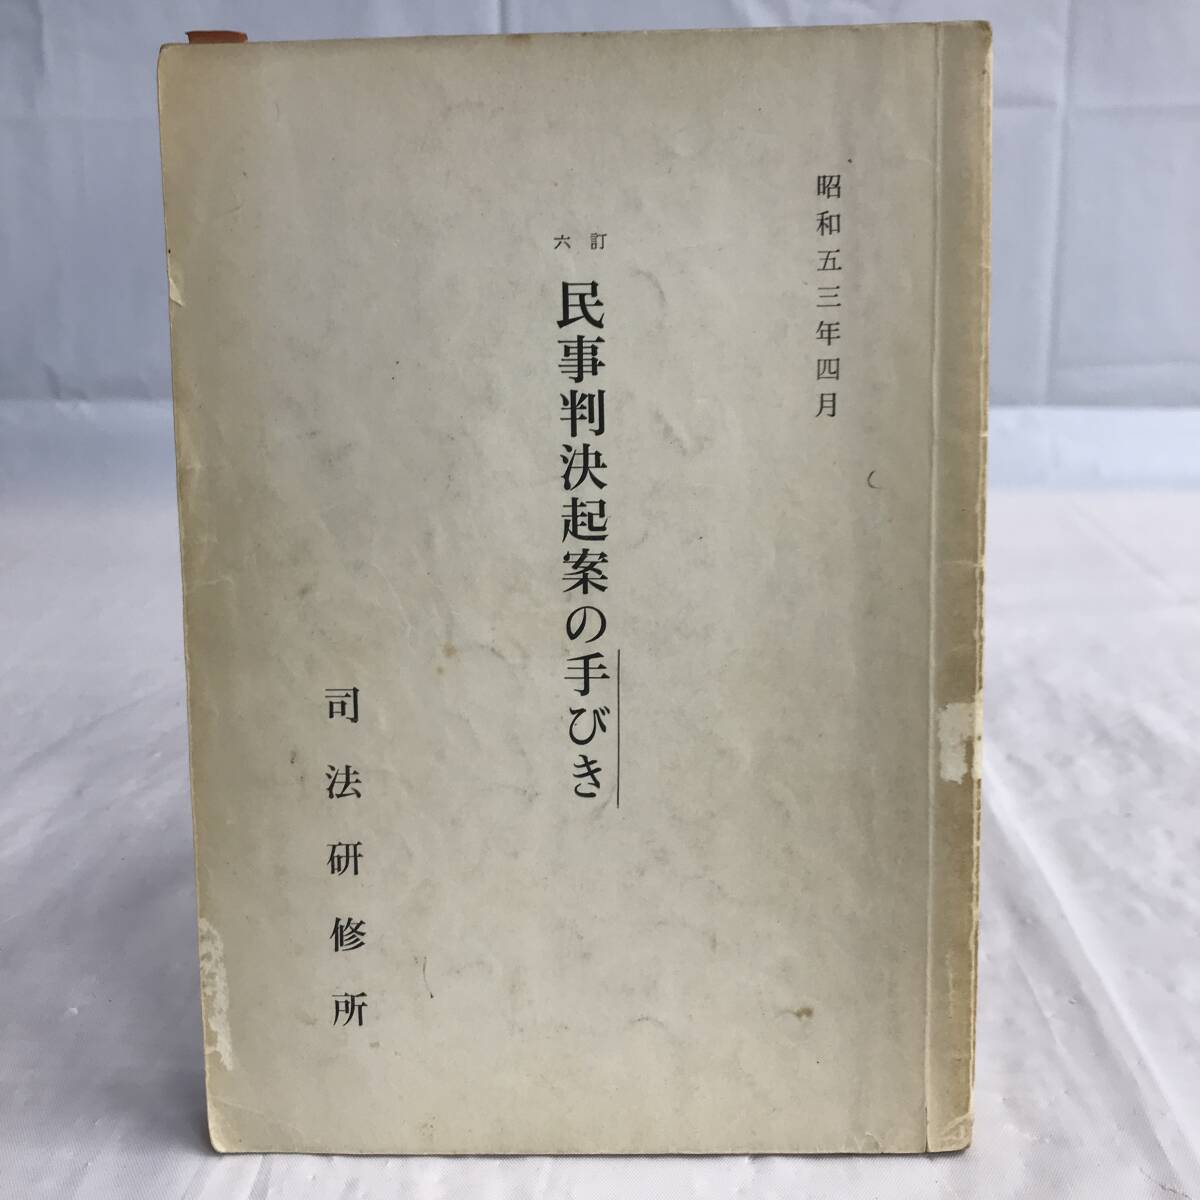 昭和五三年四月
六訂
民事判決起案の手びき
司法研修所